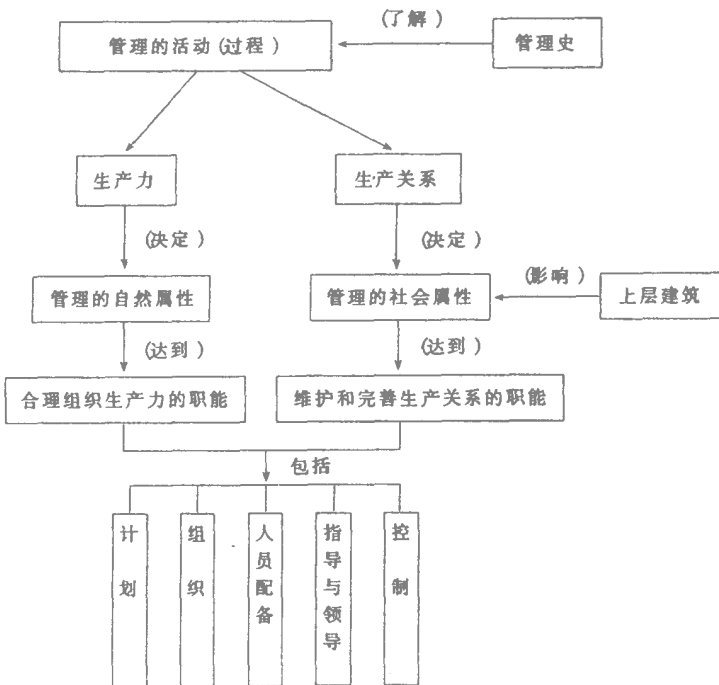 (了解)
管理的活动(过程)
管理史
生产力
生产关系
(决定)
(决定)
(影响)
管理的自然属性
管理的社会属性
上层建筑
(达到)
(达到)
合理组织生产力的职能
维护和完善生产关系的职能
包括
计划
组织
人员配备
指导与领导
控制